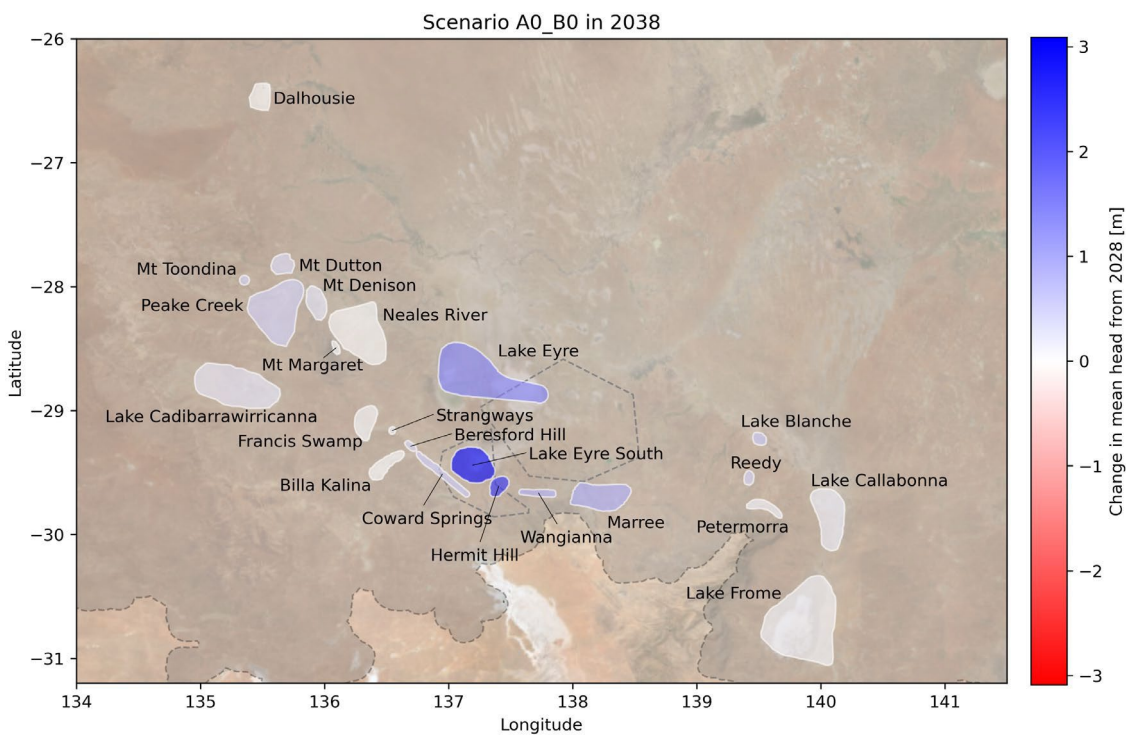 Scenario A0_B0 in 2038
−26
−27
−28
−29
−30
−31
Latitude
134
135
136
137
138
139
140
141
Longitude
Dalhousie
Mt Toondina
Mt Dutton
Mt Denison
Peake Creek
Neales River
Mt Margaret
Lake Eyre
Lake Cadibarrawirricanna
Strangways
Francis Swamp
Beresford Hill
Lake Eyre South
Billa Kalina
Coward Springs
Hermit Hill
Wangianna
Marree
Lake Blanche
Reedy
Lake Callabonna
Petermorra
Lake Frome
3
2
1
0
−1
−2
−3
Change in mean head from 2028 [m]